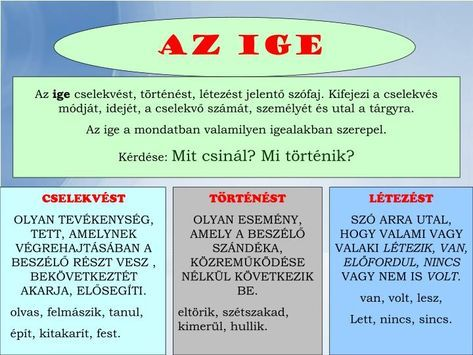 AZ IGE
Az ige cselekvést, történést, létezést jelentő szófaj. Kifejezi a cselekvés
módját, idejét, a cselekvő számát, személyét és utal a tárgyra.
Az ige a mondatban valamilyen igealakban szerepel.
Kérdése: Mit csinál? Mi történik?
CSELEKVÉST
OLYAN TEVÉKENYSÉG,
TETT, AMELYNEK
VÉGREHAJTÁSÁBAN A
BESZÉLŐ RÉSZT VESZ ,
BEKÖVETKEZTÉT
AKARJA, ELŐSEGÍTI.
olvas, felmászik, tanul,
épít, kitakarít, fest.
TÖRTÉNÉST
OLYAN ESEMÉNY,
AMELY A BESZÉLŐ
SZÁNDÉKA,
KÖZREMŰKÖDÉSE
NÉLKÜL KÖVETKEZIK
BE.
eltörik, szétszakad,
kimerűl, hullik.
LÉTEZÉST
SZÓ ARRA UTAL,
HOGY VALAMI VAGY
VALAKI LÉTEZIK, VAN,
ELŐFORDUL, NINCS
VAGY NEM IS VOLT.
van, volt, lesz,
Lett, nincs, sincs.